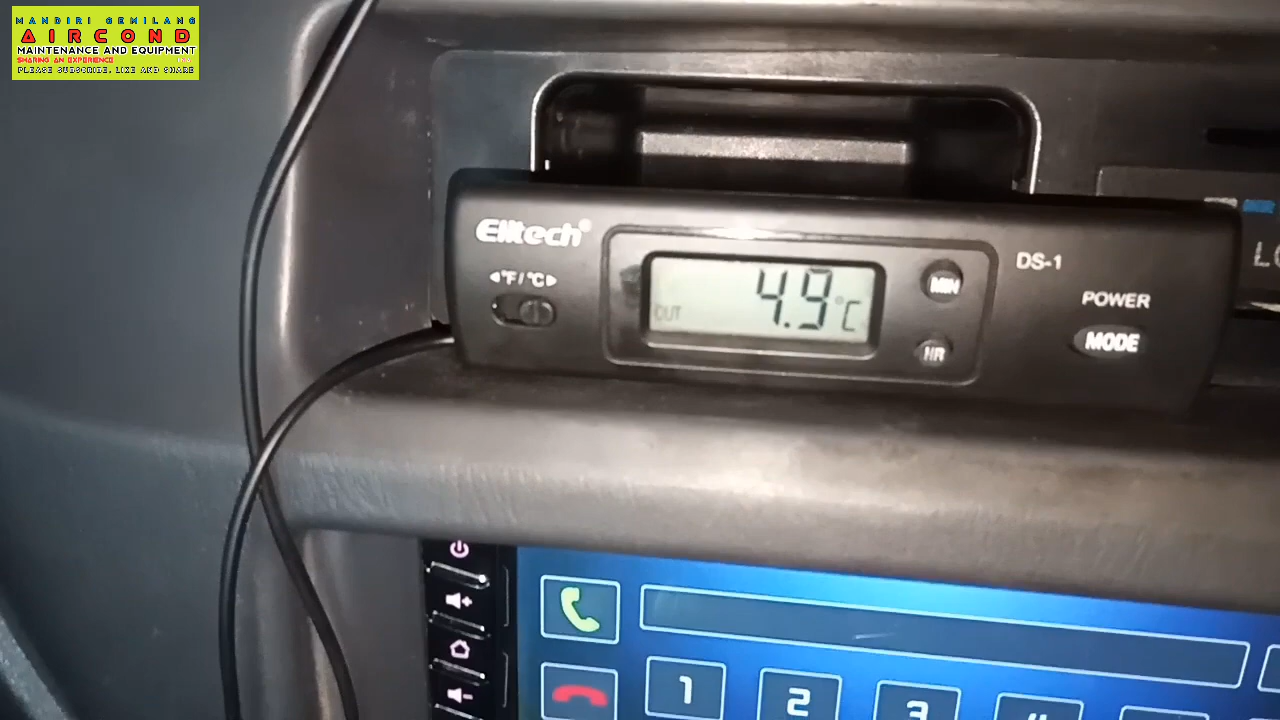 MANDIRI GEMILANG
AIRCOND
MAINTENANCE AND EQUIPMENT
SHARING AN EXPERIENCE
PLEASE SUBSCRIBE, LIKE AND SHARE
Elitech®
°F/°C
OUT
4.9°C
MIN
HR
DS-1
POWER
MODE
1
2
3
4